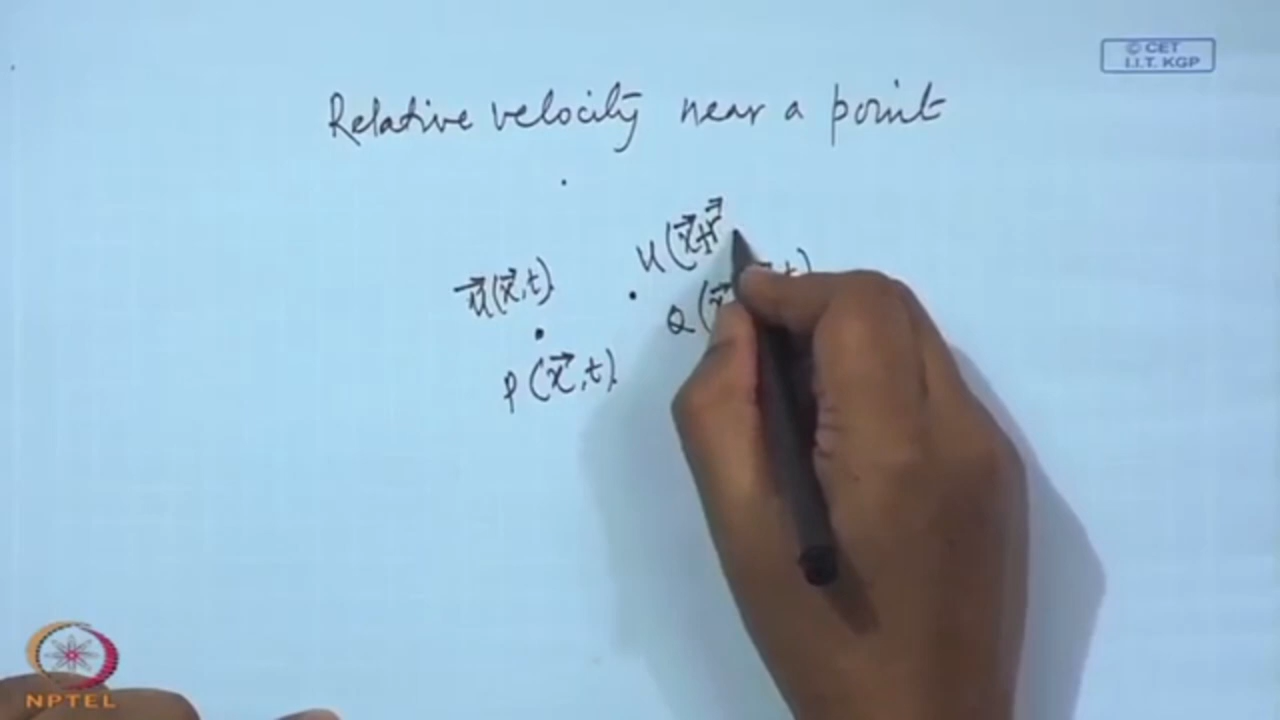 © CET
I.I.T. KGP
Relative velocity near a point
u⃗(x⃗,t)
u(x⃗+r⃗
Q(x⃗ t)
P(x⃗,t)
NPTEL